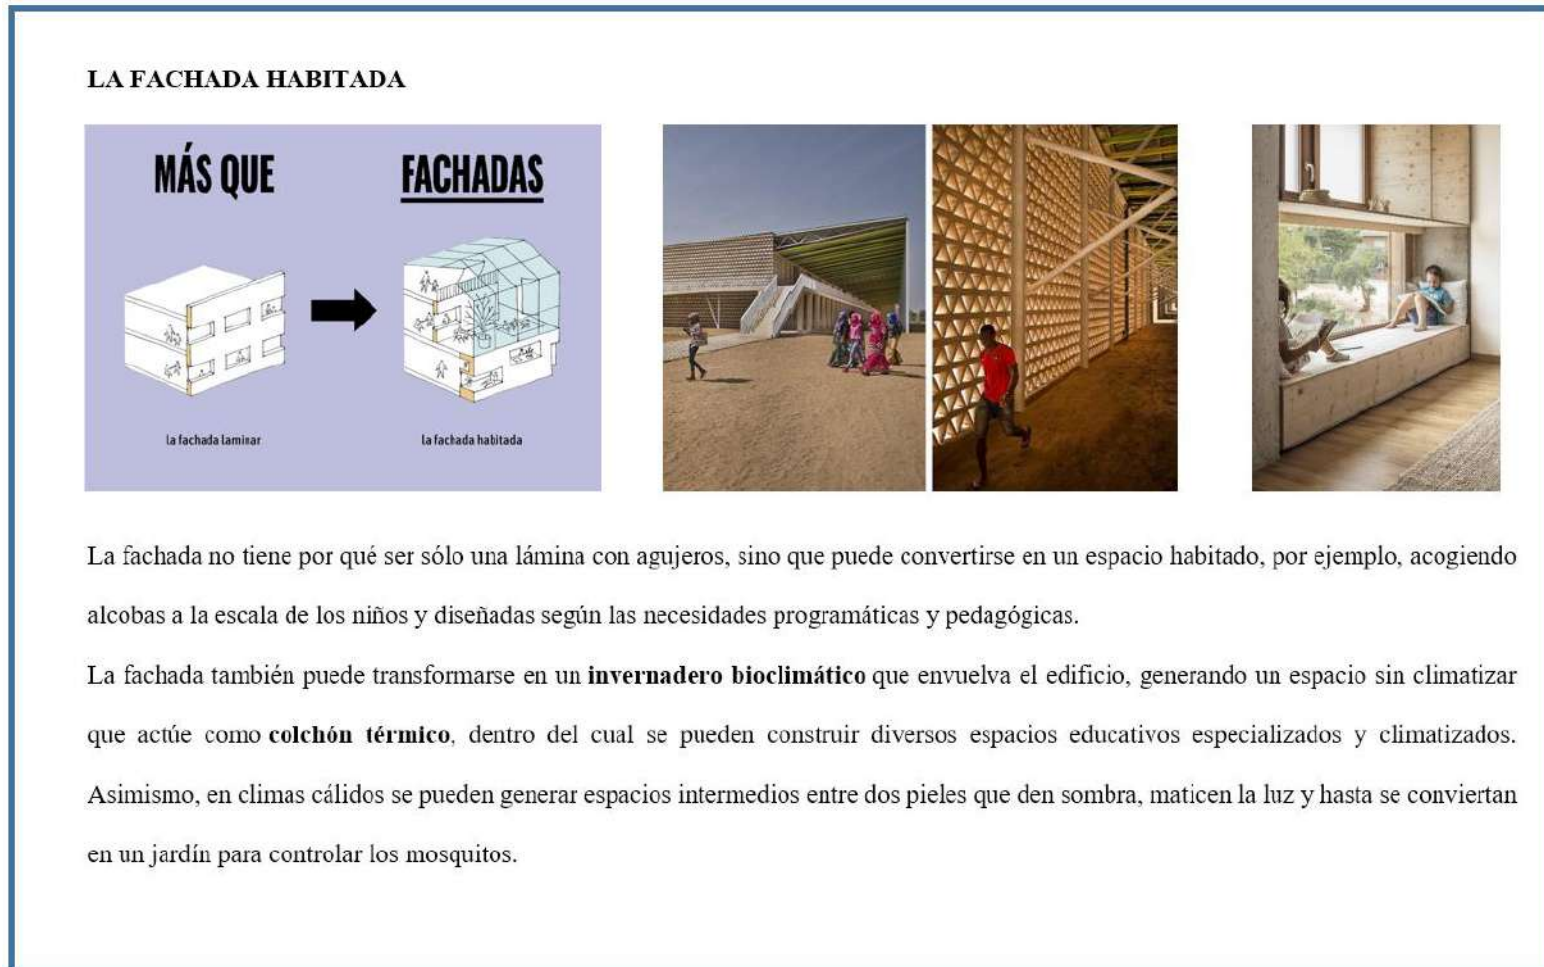 LA FACHADA HABITADA
MÁS QUE FACHADAS
la fachada laminar
la fachada habitada
La fachada no tiene por qué ser sólo una lámina con agujeros, sino que puede convertirse en un espacio habitado, por ejemplo, acogiendo
alcobas a la escala de los niños y diseñadas según las necesidades programáticas y pedagógicas.
La fachada también puede transformarse en un invernadero bioclimático que envuelva el edificio, generando un espacio sin climatizar
que actúe como colchón térmico, dentro del cual se pueden construir diversos espacios educativos especializados y climatizados.
Asimismo, en climas cálidos se pueden generar espacios intermedios entre dos pieles que den sombra, maticen la luz y hasta se conviertan
en un jardín para controlar los mosquitos.